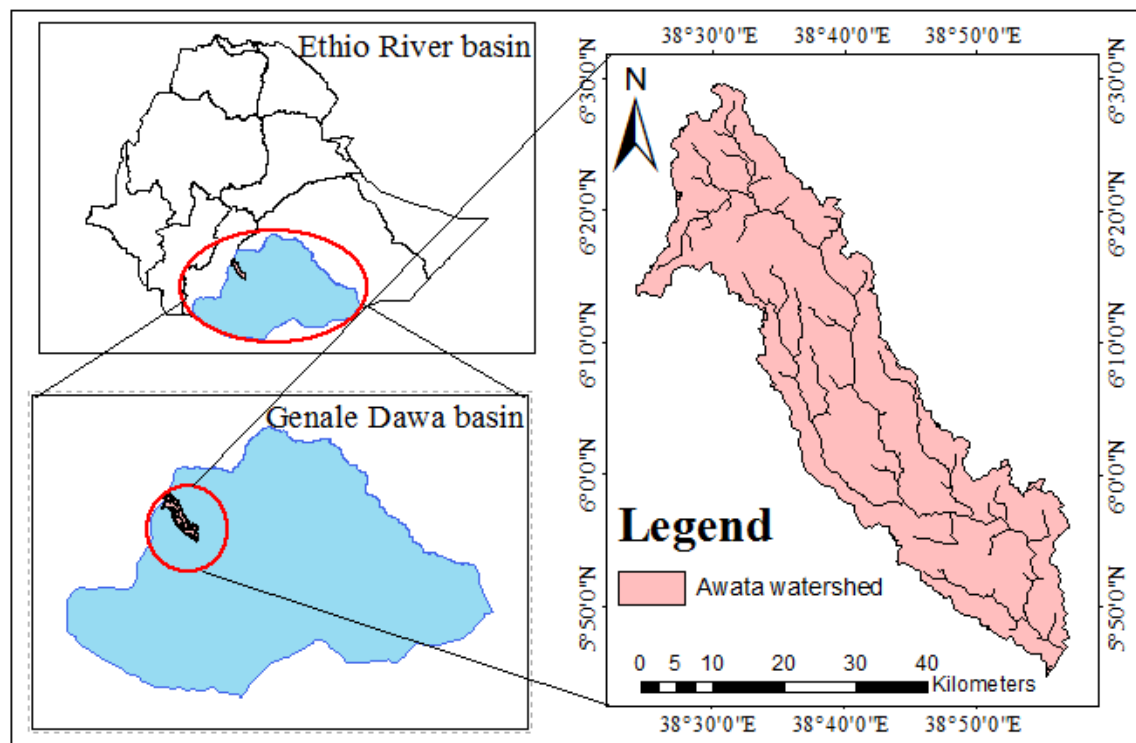 Ethio River basin
Genale Dawa basin
38°30'0"E 38°40'0"E 38°50'0"E
N
6°30'0"N 6°30'0"N
6°20'0"N 6°20'0"N
6°10'0"N 6°10'0"N
6°0'0"N 6°0'0"N
5°50'0"N 5°50'0"N
Legend
Awata watershed
0 5 10 20 30 40
Kilometers
38°30'0"E 38°40'0"E 38°50'0"E